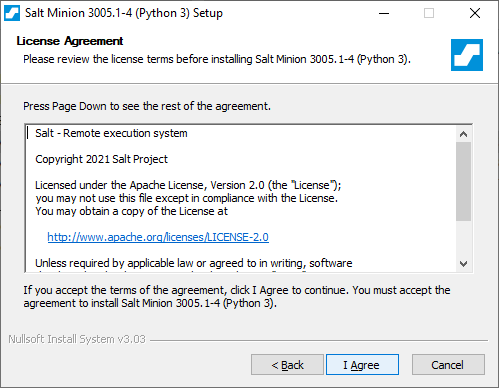 Salt Minion 3005.1-4 (Python 3) Setup
License Agreement
Please review the license terms before installing Salt Minion 3005.1-4 (Python 3).
Press Page Down to see the rest of the agreement.
Salt - Remote execution system
Copyright 2021 Salt Project
Licensed under the Apache License, Version 2.0 (the "License");
you may not use this file except in compliance with the License.
You may obtain a copy of the License at
http://www.apache.org/licenses/LICENSE-2.0
Unless required by applicable law or agreed to in writing, software
If you accept the terms of the agreement, click I Agree to continue. You must accept the
agreement to install Salt Minion 3005.1-4 (Python 3).
Nullsoft Install System v3.03
< Back
I Agree
Cancel